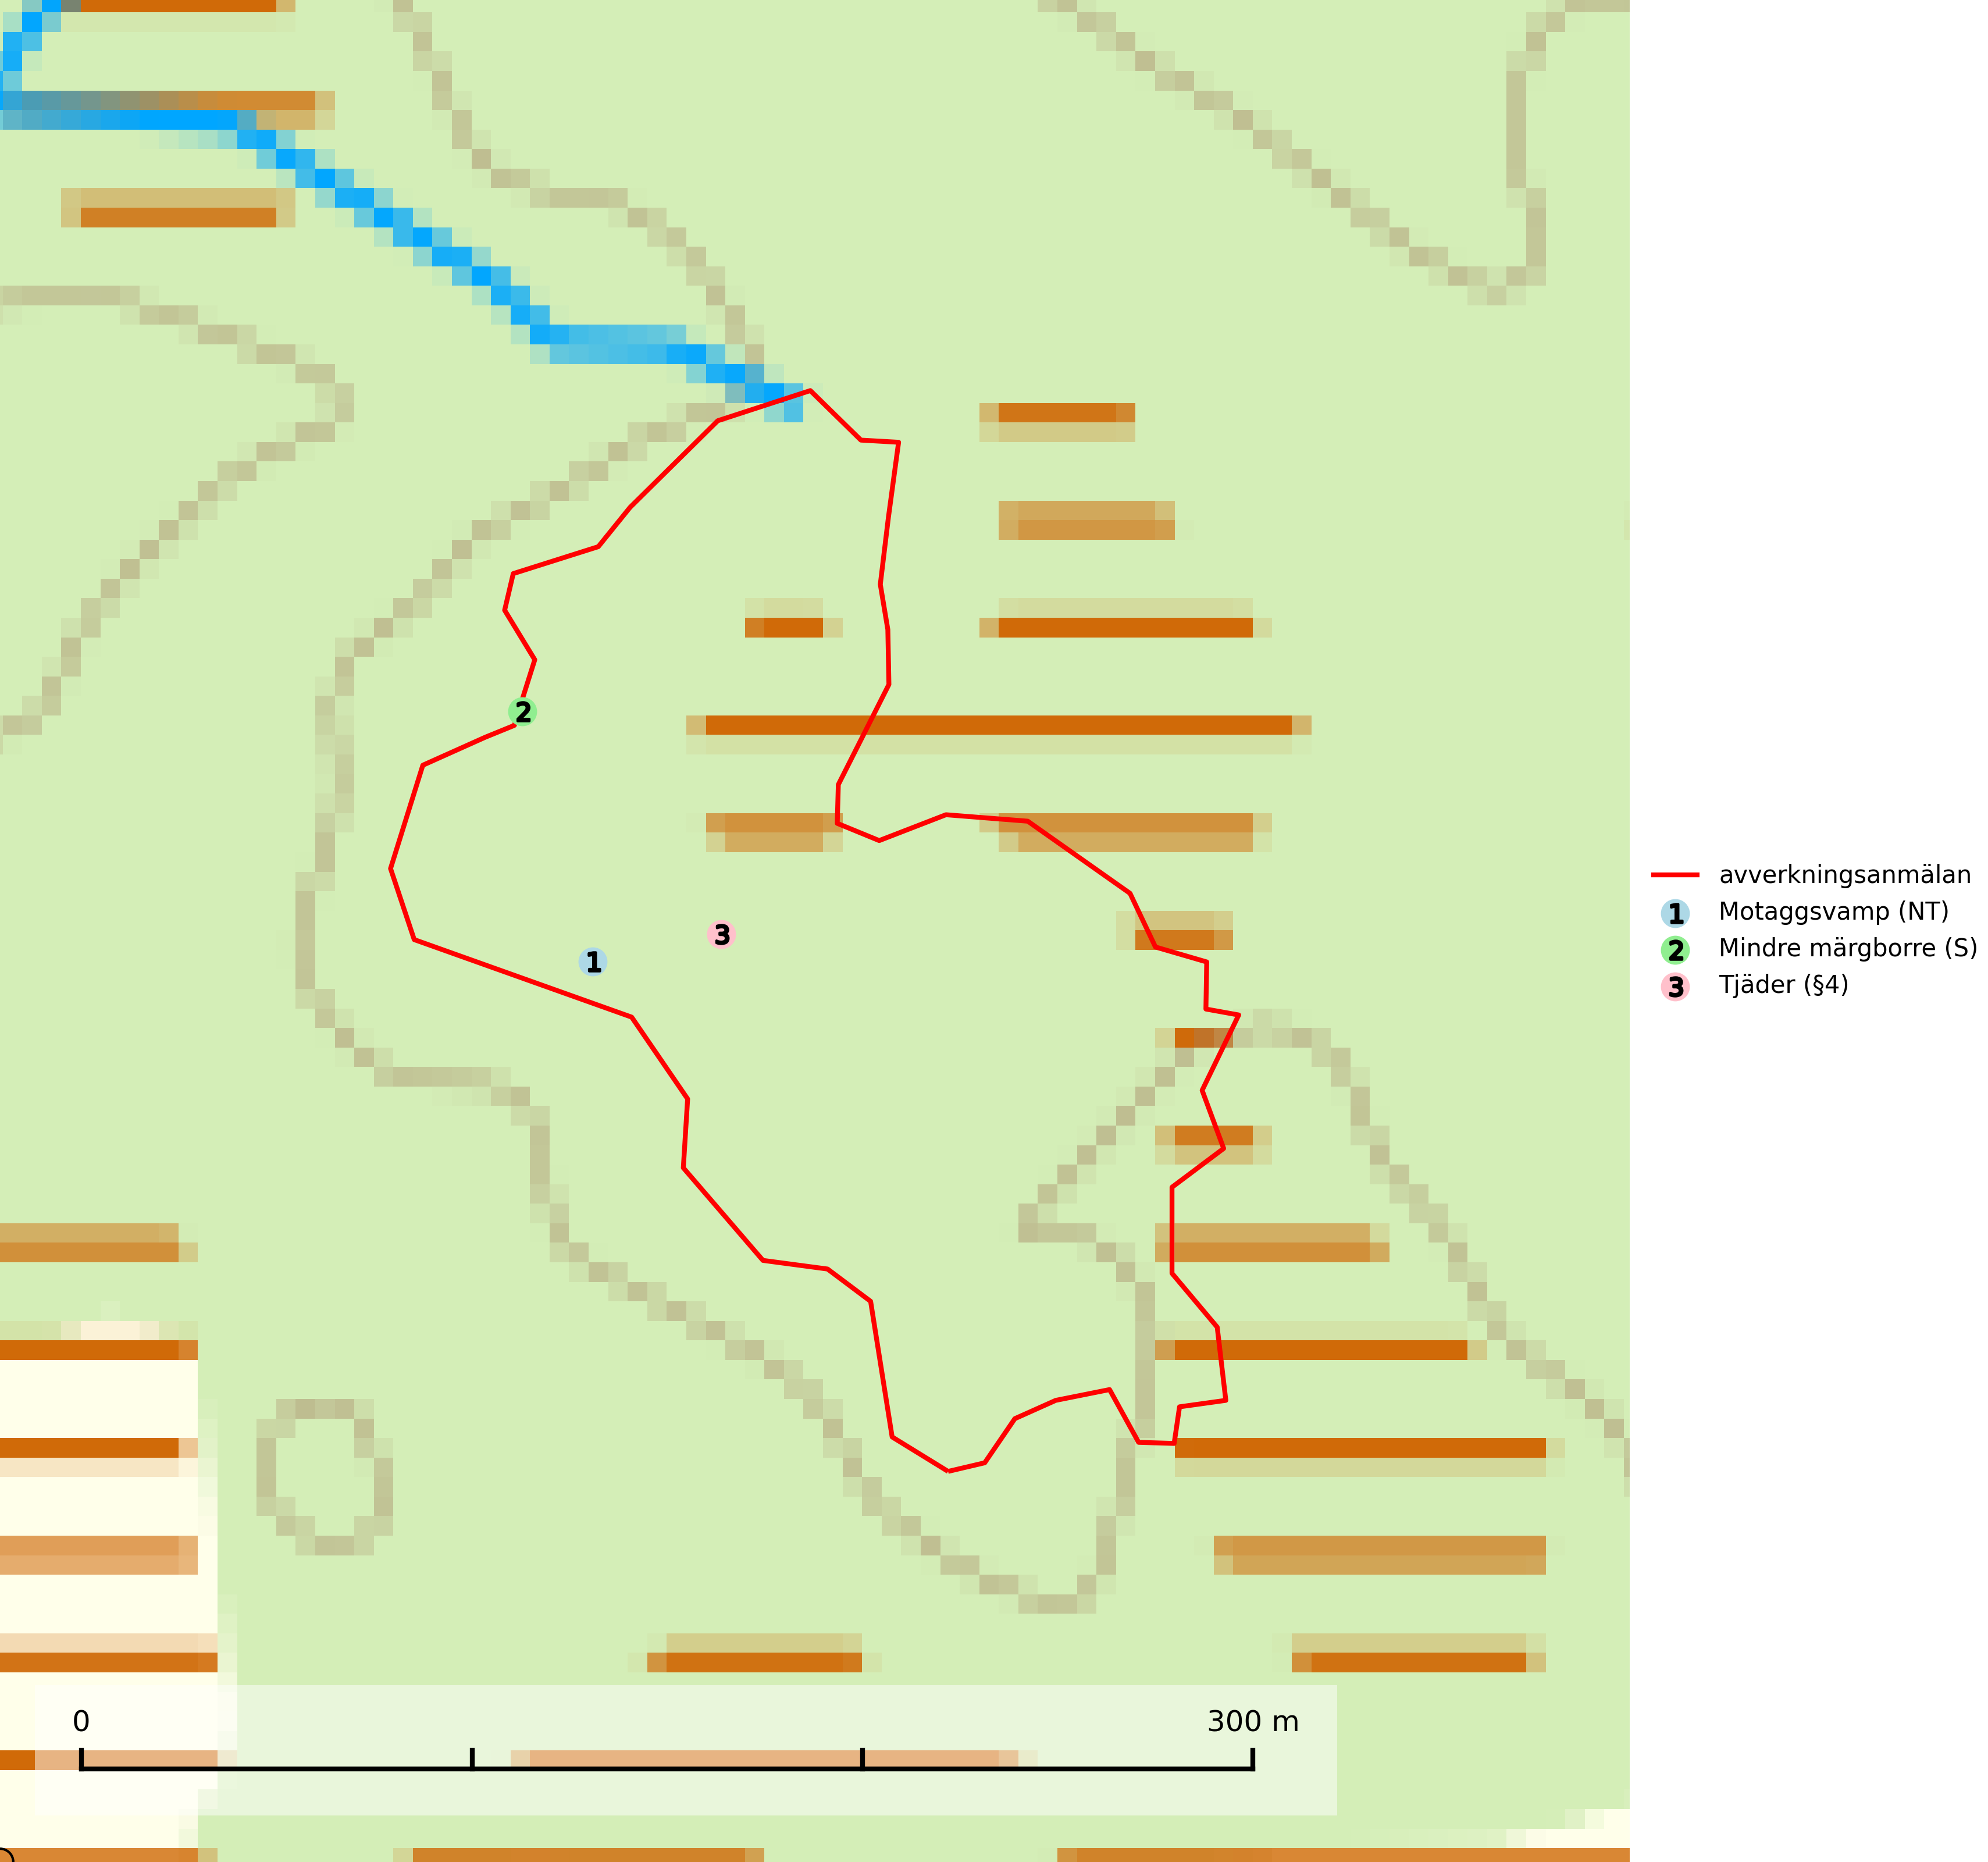 2
3
1
avverkningsanmälan
1 Motaggsvamp (NT)
2 Mindre märgborre (S)
3 Tjäder (§4)
0 300 m